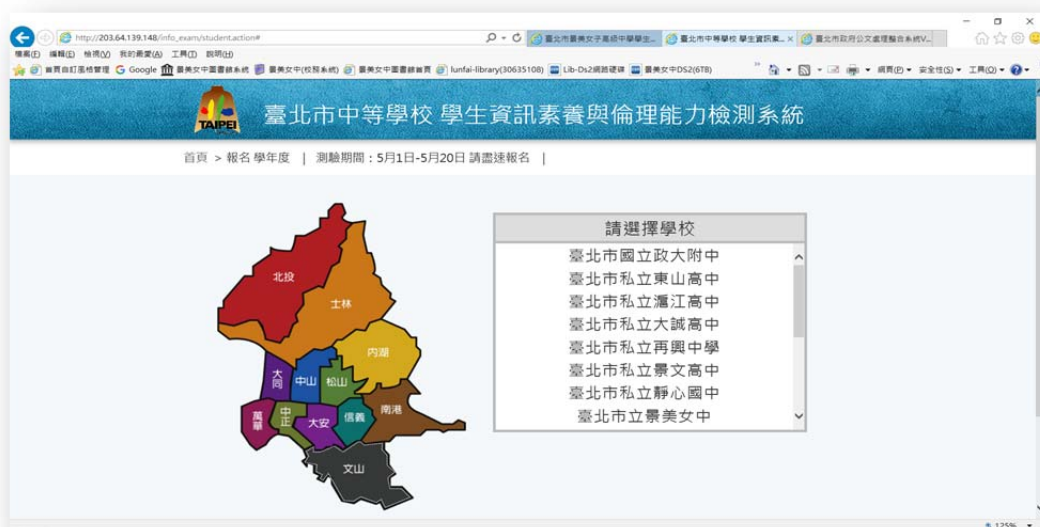 http://203.64.139.148/info_exam/student.action#
臺北市景美女子高級中學學生...
臺北市中等學校 學生資訊素...
臺北市政府公文處理整合系統V...
檔案(F) 編輯(E) 檢視(V) 我的最愛(A) 工具(T) 說明(H)
首頁自訂風格管理 Google 景美女中圖書館系統 景美女中(校務系統) 景美女中圖書館首頁 lunfai-library(30635108) Lib-Ds2網路硬碟 景美女中DS2(6TB)
網頁(P) 安全性(S) 工具(O)
TAIPEI
臺北市中等學校 學生資訊素養與倫理能力檢測系統
首頁 > 報名 學年度 | 測驗期間：5月1日-5月20日 請盡速報名 |
請選擇學校
臺北市國立政大附中
臺北市私立東山高中
臺北市私立滬江高中
臺北市私立大誠高中
臺北市私立再興中學
臺北市私立景文高中
臺北市私立靜心國中
臺北市立景美女中
北投
士林
內湖
大同
中山
松山
南港
萬華
中正
大安
信義
文山
125%